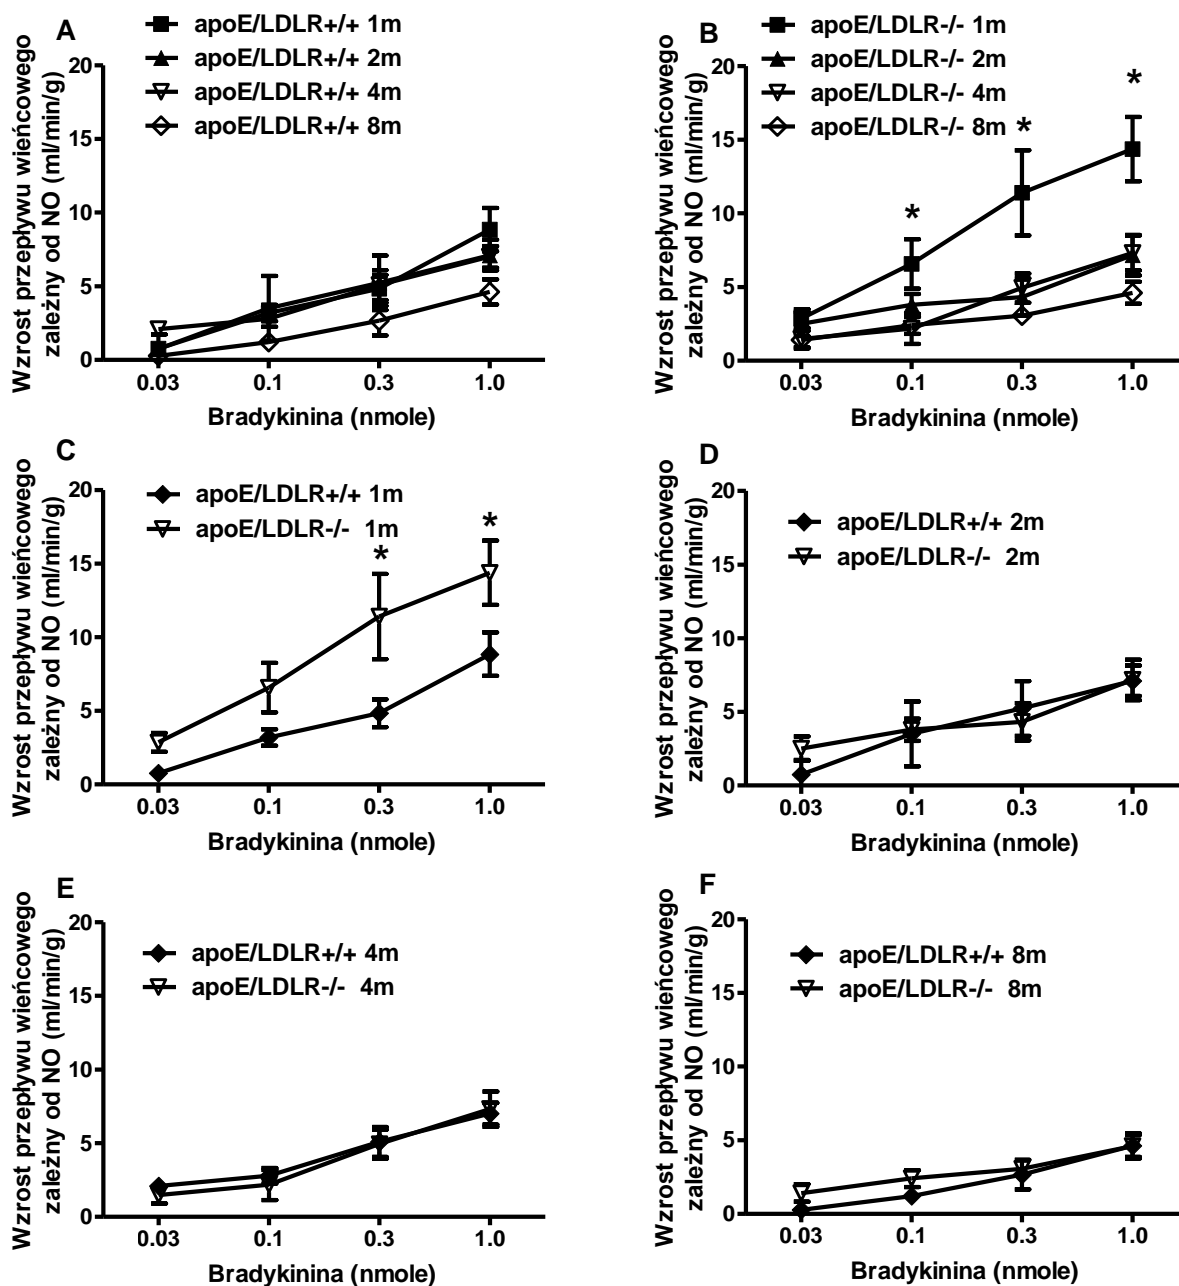 A
apoE/LDLR+/+ 1m
apoE/LDLR+/+ 2m
apoE/LDLR+/+ 4m
apoE/LDLR+/+ 8m
Wzrost przepływu wieńcowego
zależny od NO (ml/min/g)
20
15
10
5
0
0.03 0.1 0.3 1.0
Bradykinina (nmole)
B
apoE/LDLR-/- 1m
apoE/LDLR-/- 2m
apoE/LDLR-/- 4m
apoE/LDLR-/- 8m
Wzrost przepływu wieńcowego
zależny od NO (ml/min/g)
20
15
10
5
0
* * *
0.03 0.1 0.3 1.0
Bradykinina (nmole)
C
apoE/LDLR+/+ 1m
apoE/LDLR-/- 1m
Wzrost przepływu wieńcowego
zależny od NO (ml/min/g)
20
15
10
5
0
* *
0.03 0.1 0.3 1.0
Bradykinina (nmole)
D
apoE/LDLR+/+ 2m
apoE/LDLR-/- 2m
Wzrost przepływu wieńcowego
zależny od NO (ml/min/g)
20
15
10
5
0
0.03 0.1 0.3 1.0
Bradykinina (nmole)
E
apoE/LDLR+/+ 4m
apoE/LDLR-/- 4m
Wzrost przepływu wieńcowego
zależny od NO (ml/min/g)
20
15
10
5
0
0.03 0.1 0.3 1.0
Bradykinina (nmole)
F
apoE/LDLR+/+ 8m
apoE/LDLR-/- 8m
Wzrost przepływu wieńcowego
zależny od NO (ml/min/g)
20
15
10
5
0
0.03 0.1 0.3 1.0
Bradykinina (nmole)